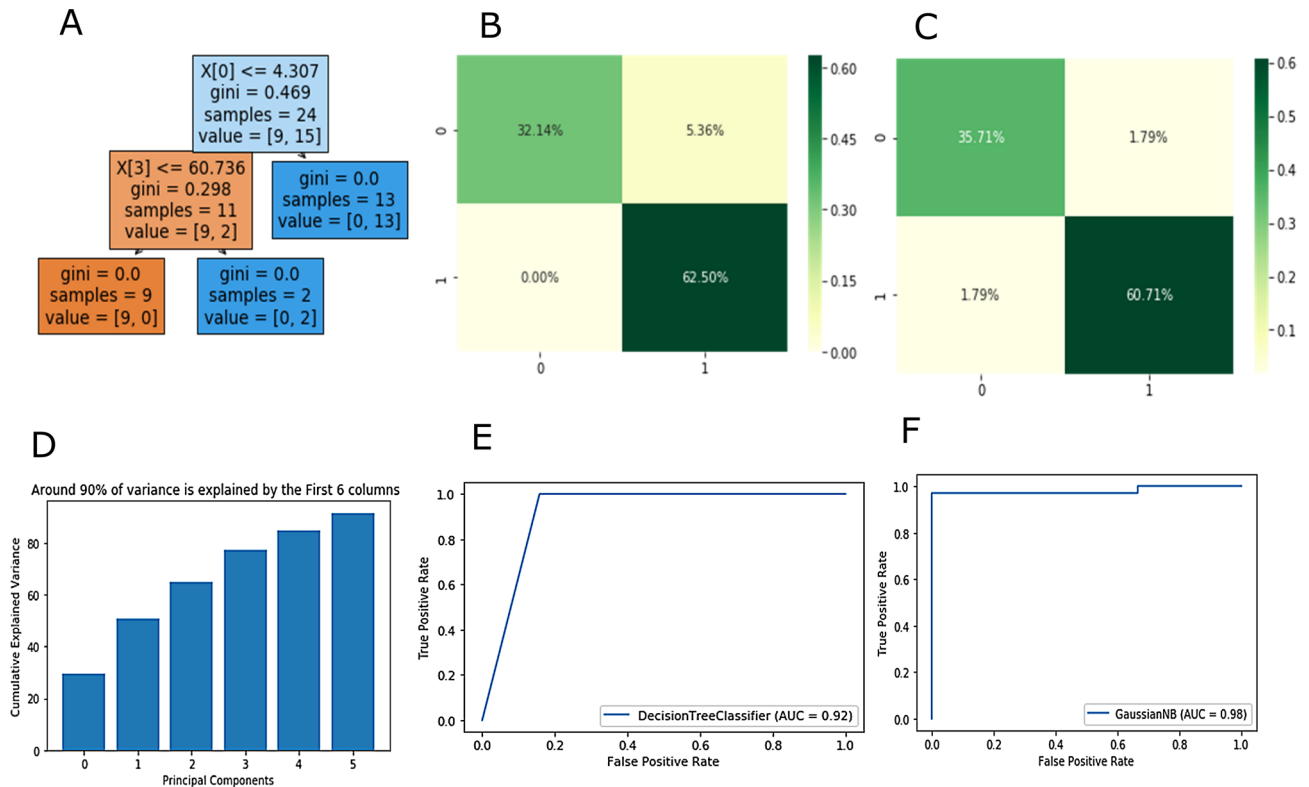 A
X[0] <= 4.307
gini = 0.469
samples = 24
value = [9, 15]
X[3] <= 60.736
gini = 0.298
samples = 11
value = [9, 2]
gini = 0.0
samples = 13
value = [0, 13]
gini = 0.0
samples = 9
value = [9, 0]
gini = 0.0
samples = 2
value = [0, 2]
B
0
1
32.14%
5.36%
0.00%
62.50%
0
1
0.60
0.45
0.30
0.15
0.00
C
0
1
35.71%
1.79%
1.79%
60.71%
0
1
0.6
0.5
0.4
0.3
0.2
0.1
D
Around 90% of variance is explained by the First 6 columns
Cumulative Explained Variance
80
60
40
20
0
0 1 2 3 4 5
Principal Components
E
True Positive Rate
1.0
0.8
0.6
0.4
0.2
0.0
DecisionTreeClassifier (AUC = 0.92)
0.0 0.2 0.4 0.6 0.8 1.0
False Positive Rate
F
True Positive Rate
1.0
0.8
0.6
0.4
0.2
0.0
GaussianNB (AUC = 0.98)
0.0 0.2 0.4 0.6 0.8 1.0
False Positive Rate